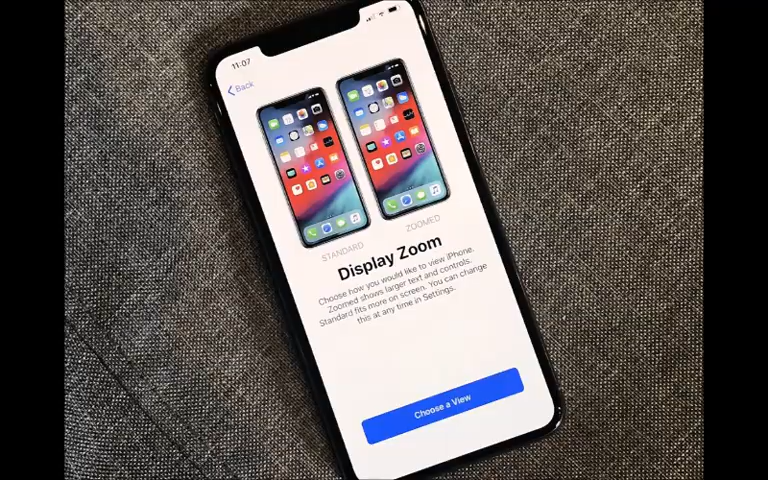 11:07
Back
STANDARD
ZOOMED
Display Zoom
Choose how you would like to view iPhone.
Zoomed shows larger text and controls.
Standard fits more on screen. You can change
this at any time in Settings.
Choose a View